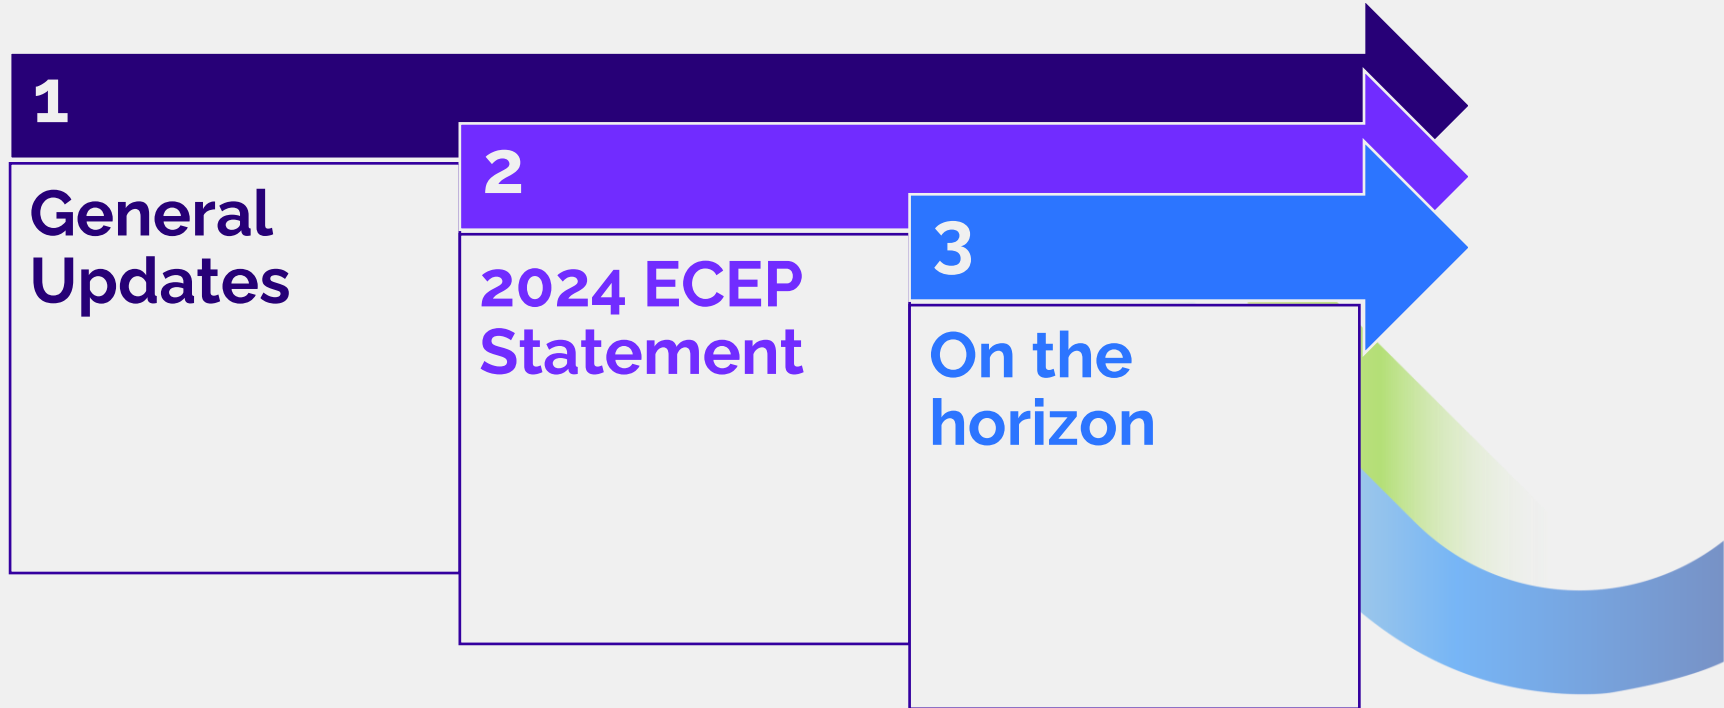 1
General
Updates
2
2024 ECEP
Statement
3
On the
horizon